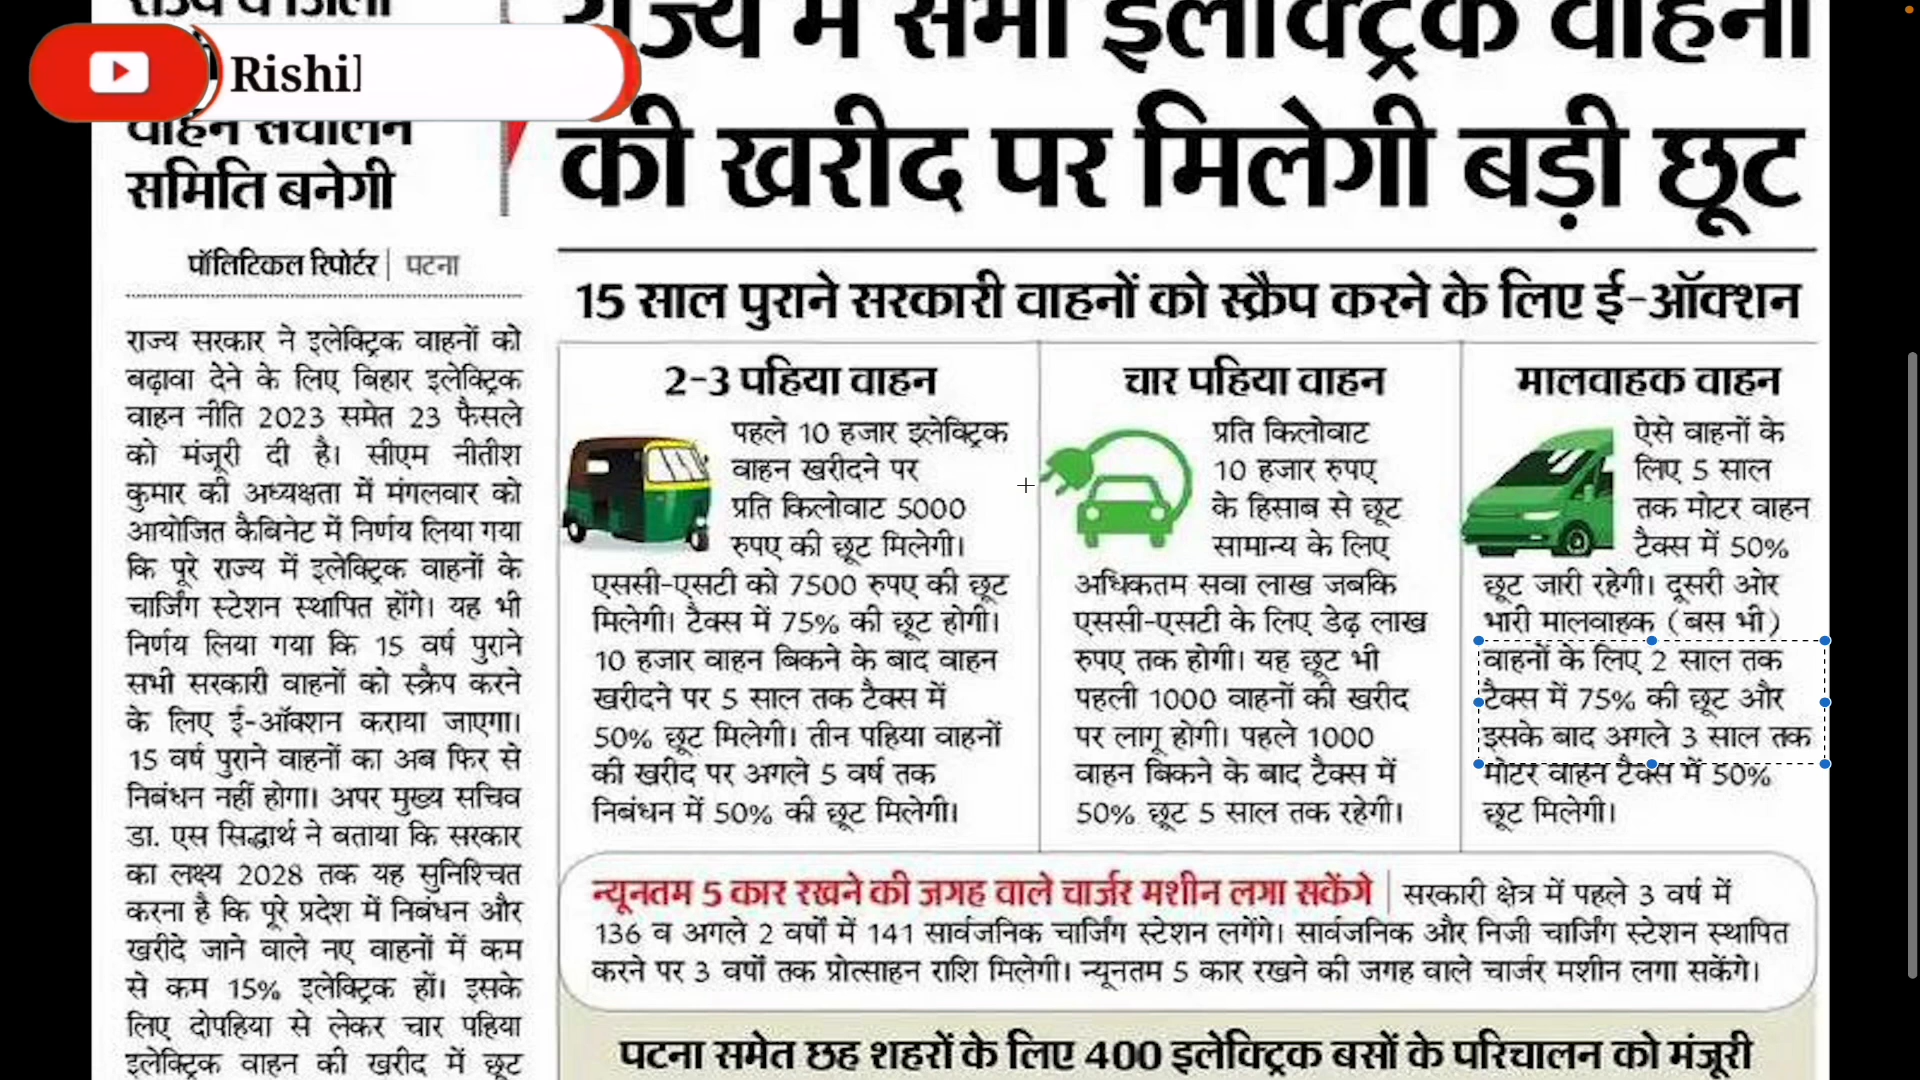 Rishi
वाहन संचालन
समिति बनेगी
पॉलिटिकल रिपोर्टर | पटना
राज्य सरकार ने इलेक्ट्रिक वाहनों को
बढ़ावा देने के लिए बिहार इलेक्ट्रिक
वाहन नीति 2023 समेत 23 फैसले
को मंजूरी दी है। सीएम नीतीश
कुमार की अध्यक्षता में मंगलवार को
आयोजित कैबिनेट में निर्णय लिया गया
कि पूरे राज्य में इलेक्ट्रिक वाहनों के
चार्जिंग स्टेशन स्थापित होंगे। यह भी
निर्णय लिया गया कि 15 वर्ष पुराने
सभी सरकारी वाहनों को स्क्रैप करने
के लिए ई-ऑक्शन कराया जाएगा।
15 वर्ष पुराने वाहनों का अब फिर से
निबंधन नहीं होगा। अपर मुख्य सचिव
डा. एस सिद्धार्थ ने बताया कि सरकार
का लक्ष्य 2028 तक यह सुनिश्चित
करना है कि पूरे प्रदेश में निबंधन और
खरीदे जाने वाले नए वाहनों में कम
से कम 15% इलेक्ट्रिक हों। इसके
लिए दोपहिया से लेकर चार पहिया
इलेक्ट्रिक वाहन की खरीद में छूट
राज्य में सभी इलेक्ट्रिक वाहनों
की खरीद पर मिलेगी बड़ी छूट
15 साल पुराने सरकारी वाहनों को स्क्रैप करने के लिए ई-ऑक्शन
2-3 पहिया वाहन
पहले 10 हजार इलेक्ट्रिक
वाहन खरीदने पर
प्रति किलोवाट 5000
रुपए की छूट मिलेगी।
एससी-एसटी को 7500 रुपए की छूट
मिलेगी। टैक्स में 75% की छूट होगी।
10 हजार वाहन बिकने के बाद वाहन
खरीदने पर 5 साल तक टैक्स में
50% छूट मिलेगी। तीन पहिया वाहनों
की खरीद पर अगले 5 वर्ष तक
निबंधन में 50% की छूट मिलेगी।
चार पहिया वाहन
प्रति किलोवाट
10 हजार रुपए
के हिसाब से छूट
सामान्य के लिए
अधिकतम सवा लाख जबकि
एससी-एसटी के लिए डेढ़ लाख
रुपए तक होगी। यह छूट भी
पहली 1000 वाहनों की खरीद
पर लागू होगी। पहले 1000
वाहन बिकने के बाद टैक्स में
50% छूट 5 साल तक रहेगी।
मालवाहक वाहन
ऐसे वाहनों के
लिए 5 साल
तक मोटर वाहन
टैक्स में 50%
छूट जारी रहेगी। दूसरी ओर
भारी मालवाहक (बस भी)
वाहनों के लिए 2 साल तक
टैक्स में 75% की छूट और
इसके बाद अगले 3 साल तक
मोटर वाहन टैक्स में 50%
छूट मिलेगी।
न्यूनतम 5 कार रखने की जगह वाले चार्जर मशीन लगा सकेंगे | सरकारी क्षेत्र में पहले 3 वर्ष में
136 व अगले 2 वर्षों में 141 सार्वजनिक चार्जिंग स्टेशन लगेंगे। सार्वजनिक और निजी चार्जिंग स्टेशन स्थापित
करने पर 3 वर्षों तक प्रोत्साहन राशि मिलेगी। न्यूनतम 5 कार रखने की जगह वाले चार्जर मशीन लगा सकेंगे।
पटना समेत छह शहरों के लिए 400 इलेक्ट्रिक बसों के परिचालन को मंजूरी